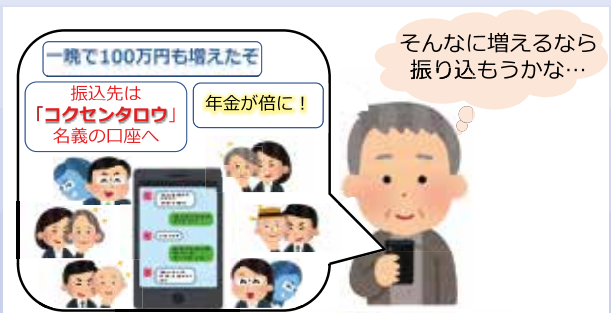 一晩で100万円も増えたぞ
振込先は
「コクセンタロウ」
名義の口座へ
年金が倍に！
そんなに増えるなら
振り込もうかな…